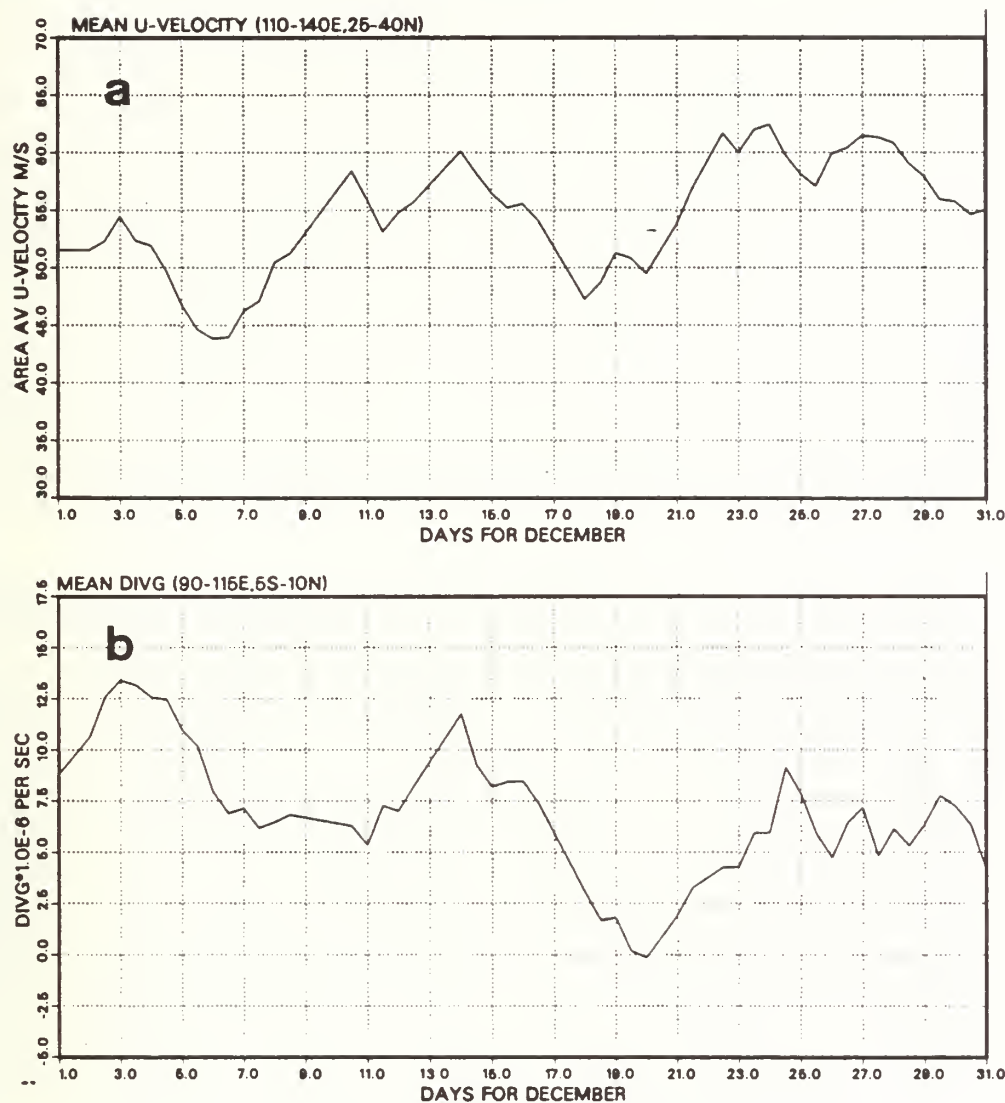 MEAN U-VELOCITY (110-140E,25-40N)
a
AREA AV U-VELOCITY M/S
70.0
65.0
60.0
55.0
50.0
45.0
40.0
35.0
30.0
1.0 3.0 5.0 7.0 9.0 11.0 13.0 15.0 17.0 19.0 21.0 23.0 25.0 27.0 29.0 31.0
DAYS FOR DECEMBER
MEAN DIVG (90-115E,5S-10N)
b
DIVG*1.0E-6 PER SEC
17.5
15.0
12.5
10.0
7.5
5.0
2.5
0.0
-2.5
-5.0
1.0 3.0 5.0 7.0 9.0 11.0 13.0 15.0 17.0 19.0 21.0 23.0 25.0 27.0 29.0 31.0
DAYS FOR DECEMBER